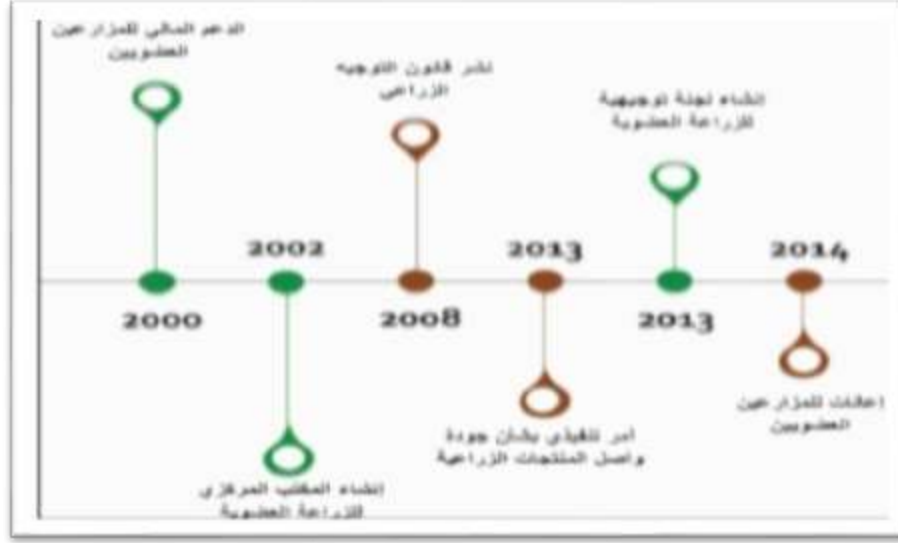 الدعم المالي للمزارعين
العضويين
نشر قانون التوجيه
الزراعي
إنشاء لجنة توجيهية
للزراعة العضوية
2002
2013
2014
2000
2008
2013
إعانات للمزارعين
العضويين
أمر تنفيذي بشأن جودة
واصل المنتجات الزراعية
إنشاء المكتب المركزي
للزراعة العضوية